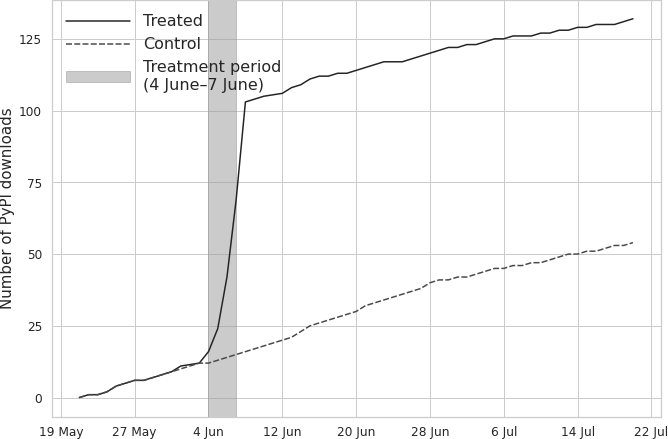 Treated
Control
Treatment period
(4 June–7 June)
Number of PyPI downloads
125
100
75
50
25
0
19 May
27 May
4 Jun
12 Jun
20 Jun
28 Jun
6 Jul
14 Jul
22 Jul